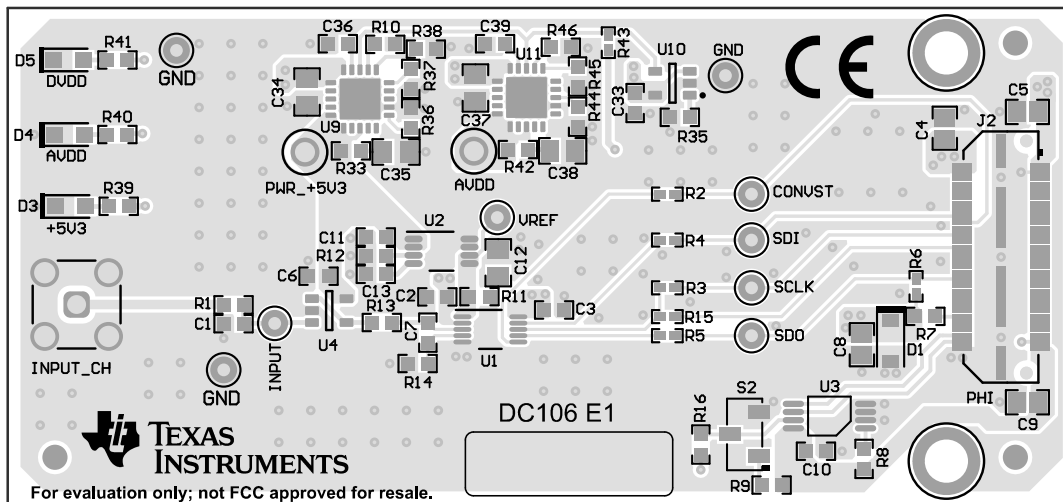 C36 R10 C39 R46 R43
R38 U11 U10 GND
D5 R41
DVDD GND
C34 R37 R45
D4 R40
AVDD
U9 R36 C37 R44 C33 R35
C4 C5 J2
R33 C35 R42 C38
PWR_+5V3 AVDD
D3 R39
+5V3
R2 CONVST
U2 VREF
C11 R12 C12
R4 SDI
C6 C13 C2 R11
R6
R3 SCLK
R1 R13 C7 C3
C1 R15
R5 SDO
R7
INPUT U4 U1
C8 D1
INPUT_CH R14
GND
S2 U3 PHI
R16 C9
DC106 E1
C10 R8
R9
TEXAS
INSTRUMENTS
For evaluation only; not FCC approved for resale.
CE